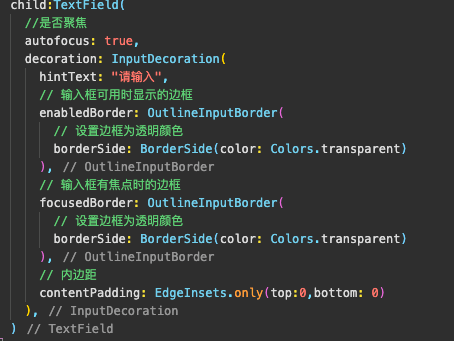 child:TextField(
//是否聚焦
autofocus: true,
decoration: InputDecoration(
hintText: "请输入",
// 输入框可用时显示的边框
enabledBorder: OutlineInputBorder(
// 设置边框为透明颜色
borderSide: BorderSide(color: Colors.transparent)
), // OutlineInputBorder
// 输入框有焦点时的边框
focusedBorder: OutlineInputBorder(
// 设置边框为透明颜色
borderSide: BorderSide(color: Colors.transparent)
), // OutlineInputBorder
// 内边距
contentPadding: EdgeInsets.only(top:0,bottom: 0)
), // InputDecoration
) // TextField